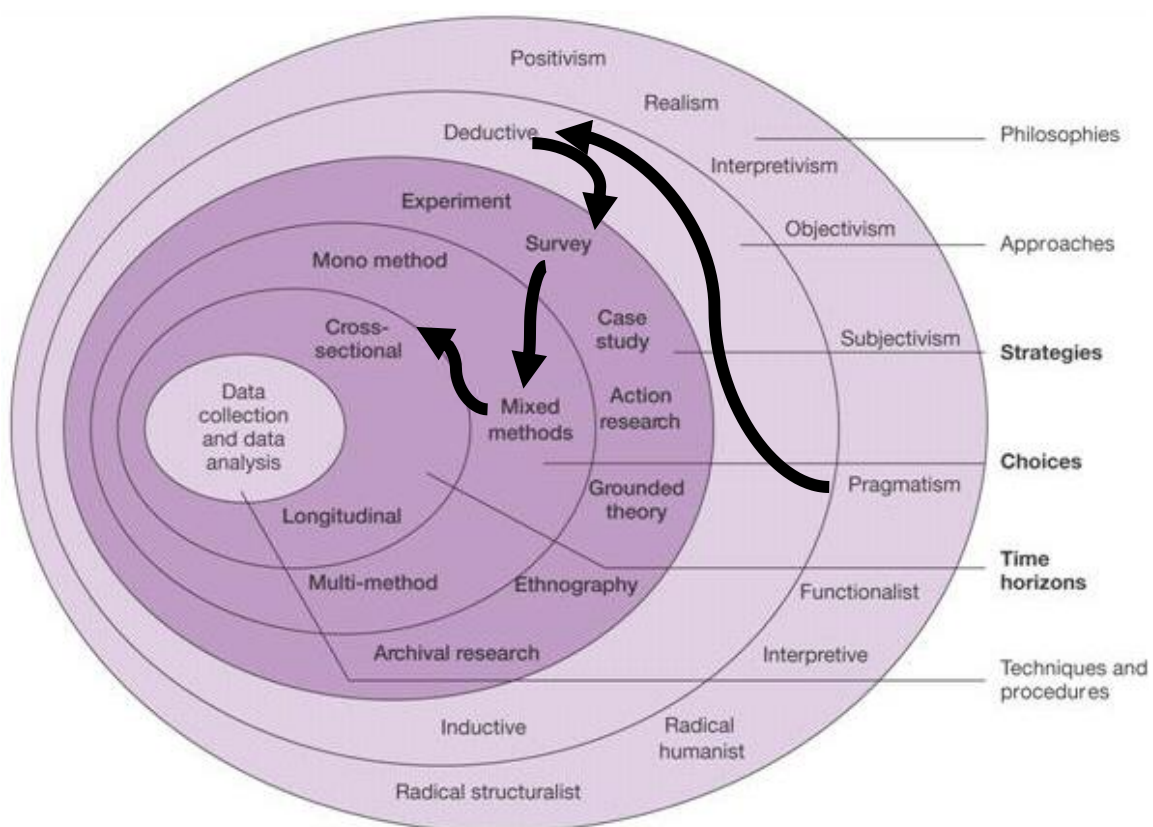 Positivism
Realism
Deductive
Philosophies
Interpretivism
Experiment
Objectivism
Survey
Approaches
Mono method
Case
study
Cross-
sectional
Subjectivism
Strategies
Data
collection
and data
analysis
Mixed
methods
Action
research
Choices
Grounded
theory
Pragmatism
Longitudinal
Time
horizons
Multi-method
Ethnography
Functionalist
Archival research
Interpretive
Techniques and
procedures
Inductive
Radical
humanist
Radical structuralist